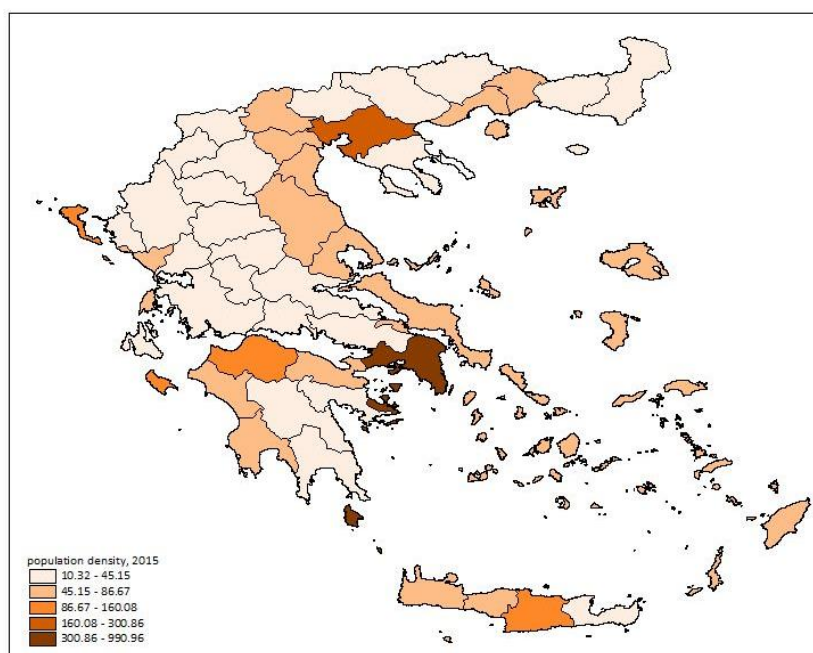 population density, 2015
10.32 - 45.15
45.15 - 86.67
86.67 - 160.08
160.08 - 300.86
300.86 - 990.96